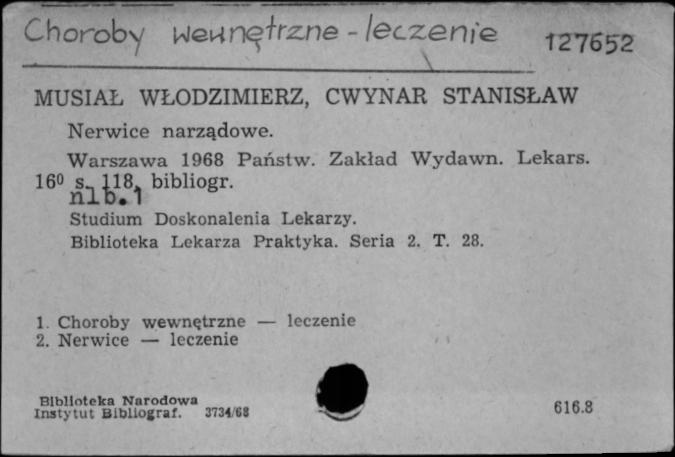 Choroby wewnętrzne - leczenie 127652
MUSIAŁ WŁODZIMIERZ, CWYNAR STANISŁAW
Nerwice narządowe.
Warszawa 1968 Państw. Zakład Wydawn. Lekars.
16⁰ s. 118, bibliogr.
nlb. 1
Studium Doskonalenia Lekarzy.
Biblioteka Lekarza Praktyka. Seria 2. T. 28.
1. Choroby wewnętrzne — leczenie
2. Nerwice — leczenie
Biblioteka Narodowa
Instytut Bibliograf. 3734/68 616.8